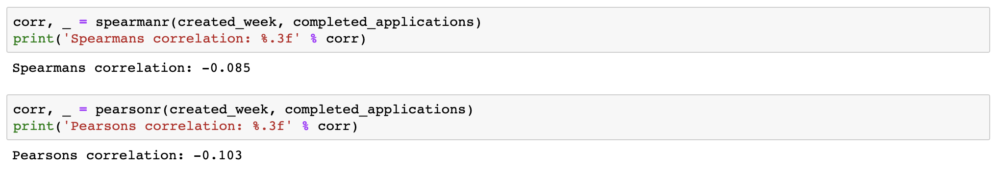 corr, _ = spearmanr(created_week, completed_applications)
print('Spearmans correlation: %.3f' % corr)
Spearmans correlation: -0.085
corr, _ = pearsonr(created_week, completed_applications)
print('Pearsons correlation: %.3f' % corr)
Pearsons correlation: -0.103